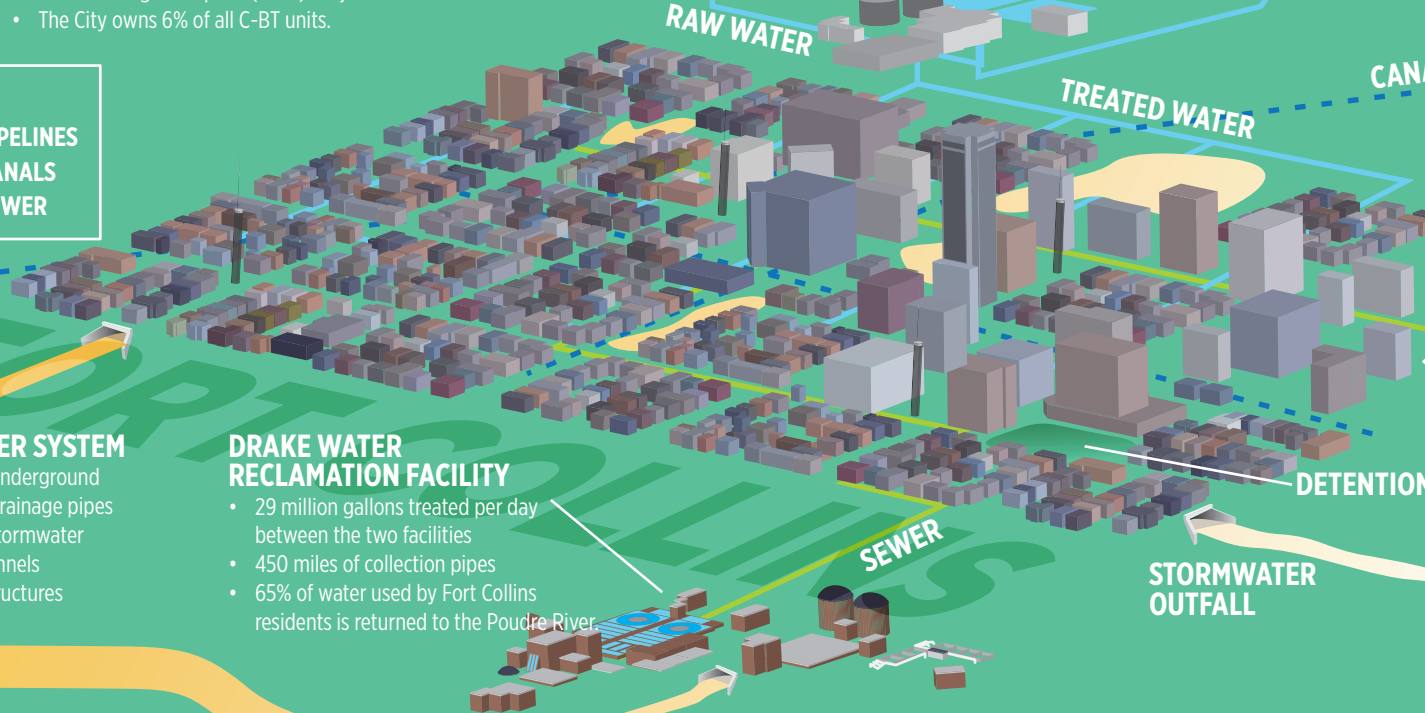 • The City owns 6% of all C-BT units.
RAW WATER
TREATED WATER
PELINES
ANALS
WER
FORT COLLINS
ER SYSTEM
nderground
rainage pipes
tormwater
nnels
uctures
DRAKE WATER
RECLAMATION FACILITY
• 29 million gallons treated per day
between the two facilities
• 450 miles of collection pipes
• 65% of water used by Fort Collins
residents is returned to the Poudre River.
SEWER
DETENTION
STORMWATER
OUTFALL